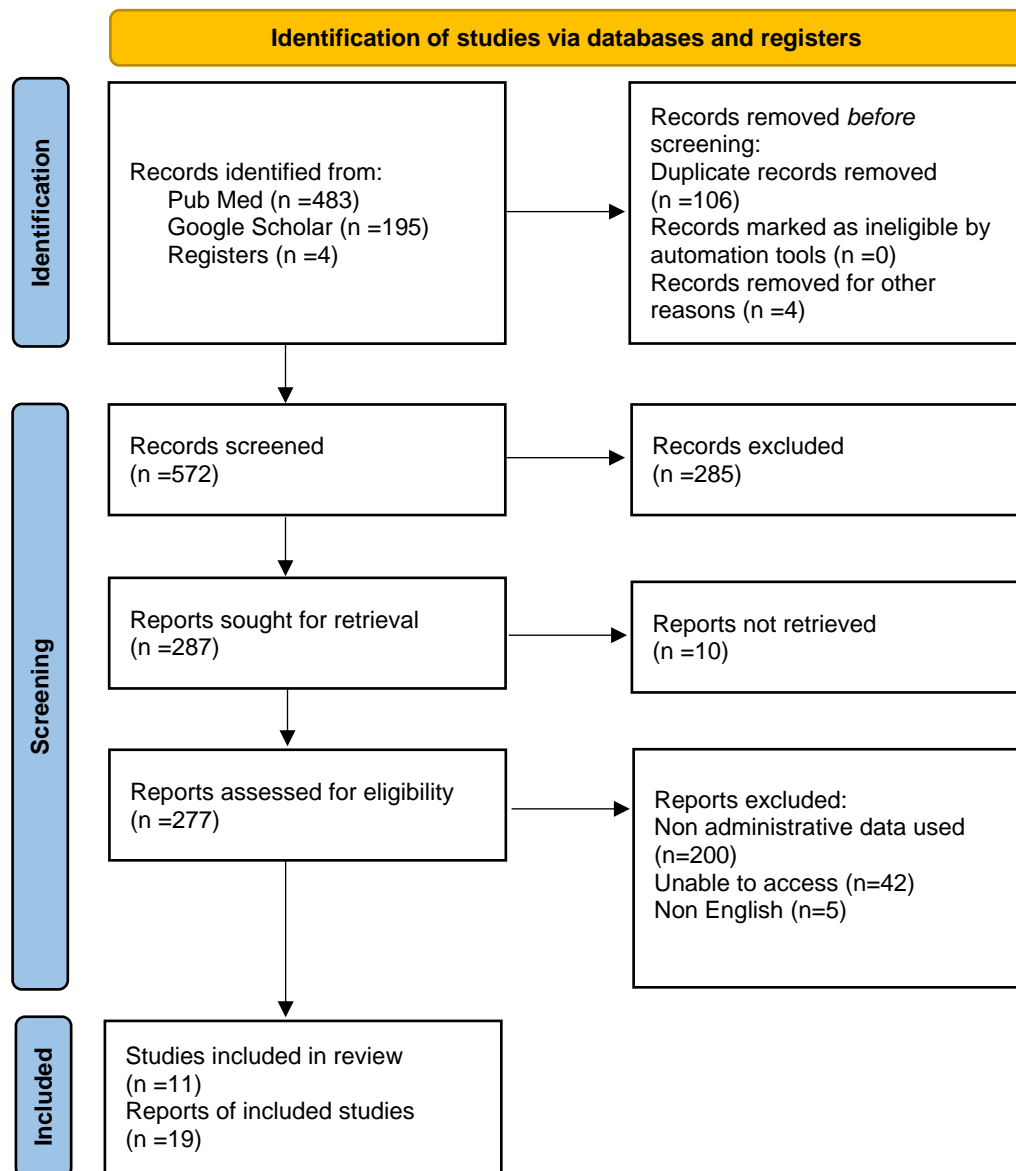 Identification of studies via databases and registers
Identification
Records identified from:
Pub Med (n =483)
Google Scholar (n =195)
Registers (n =4)
Records removed before
screening:
Duplicate records removed
(n =106)
Records marked as ineligible by
automation tools (n =0)
Records removed for other
reasons (n =4)
Screening
Records screened
(n =572)
Records excluded
(n =285)
Reports sought for retrieval
(n =287)
Reports not retrieved
(n =10)
Reports assessed for eligibility
(n =277)
Reports excluded:
Non administrative data used
(n=200)
Unable to access (n=42)
Non English (n=5)
Included
Studies included in review
(n =11)
Reports of included studies
(n =19)